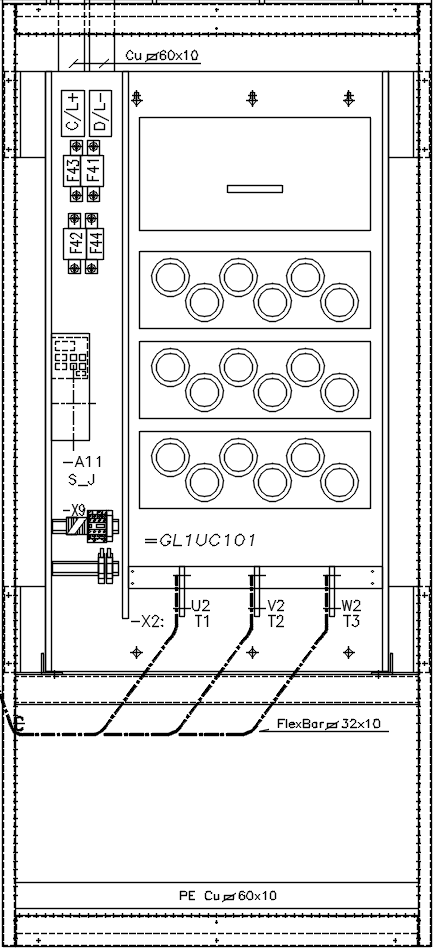 Cu 60x10
C/L+ D/L-
F43 F41
F42 F44
-A11
S_J
-X9
=GL1UC101
U2 V2 W2
-X2: T1 T2 T3
FlexBar 32x10
PE Cu 60x10